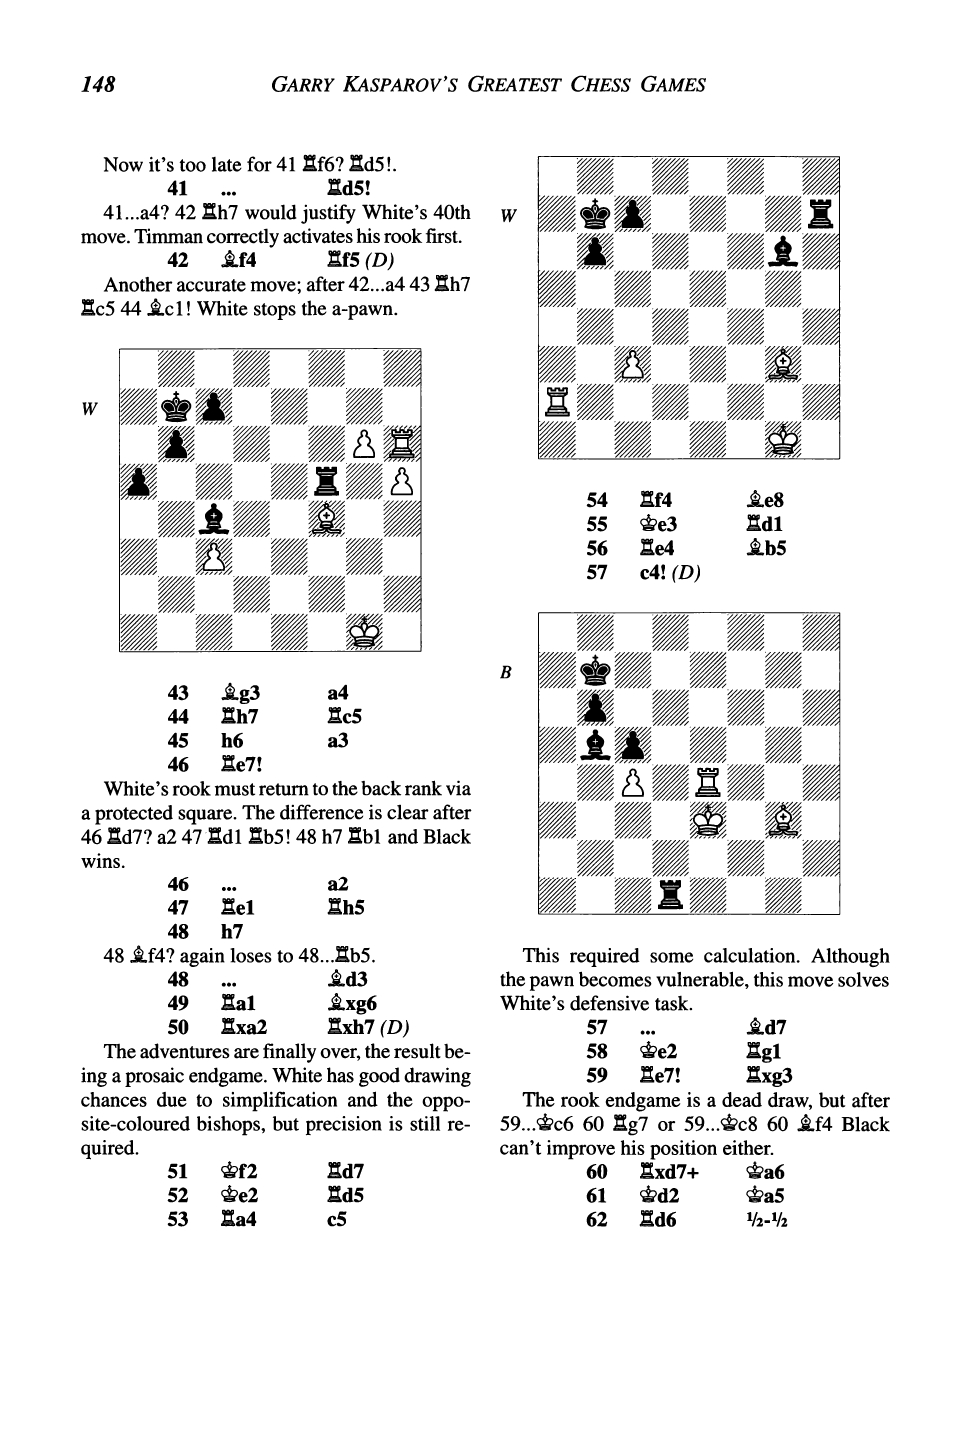 148
GARRY KASPAROV'S GREATEST CHESS GAMES
Now it's too late for 41 ♖f6? ♖d5!.
41 ... ♖d5!
41...a4? 42 ♖h7 would justify White's 40th
move. Timman correctly activates his rook first.
42 ♗f4 ♖f5 (D)
Another accurate move; after 42...a4 43 ♖h7
♖c5 44 ♗c1! White stops the a-pawn.
W
43 ♗g3 a4
44 ♖h7 ♖c5
45 h6 a3
46 ♖e7!
White's rook must return to the back rank via
a protected square. The difference is clear after
46 ♖d7? a2 47 ♖d1 ♖b5! 48 h7 ♖b1 and Black
wins.
46 ... a2
47 ♖e1 ♖h5
48 h7
48 ♗f4? again loses to 48...♖b5.
48 ... ♗d3
49 ♖a1 ♗xg6
50 ♖xa2 ♖xh7 (D)
The adventures are finally over, the result be-
ing a prosaic endgame. White has good drawing
chances due to simplification and the oppo-
site-coloured bishops, but precision is still re-
quired.
51 ♔f2 ♖d7
52 ♔e2 ♖d5
53 ♖a4 c5
W
54 ♖f4 ♗e8
55 ♔e3 ♖d1
56 ♖e4 ♗b5
57 c4! (D)
B
This required some calculation. Although
the pawn becomes vulnerable, this move solves
White's defensive task.
57 ... ♗d7
58 ♔e2 ♖g1
59 ♖e7! ♖xg3
The rook endgame is a dead draw, but after
59...♔c6 60 ♖g7 or 59...♔c8 60 ♗f4 Black
can't improve his position either.
60 ♖xd7+ ♔a6
61 ♔d2 ♔a5
62 ♖d6 ½-½